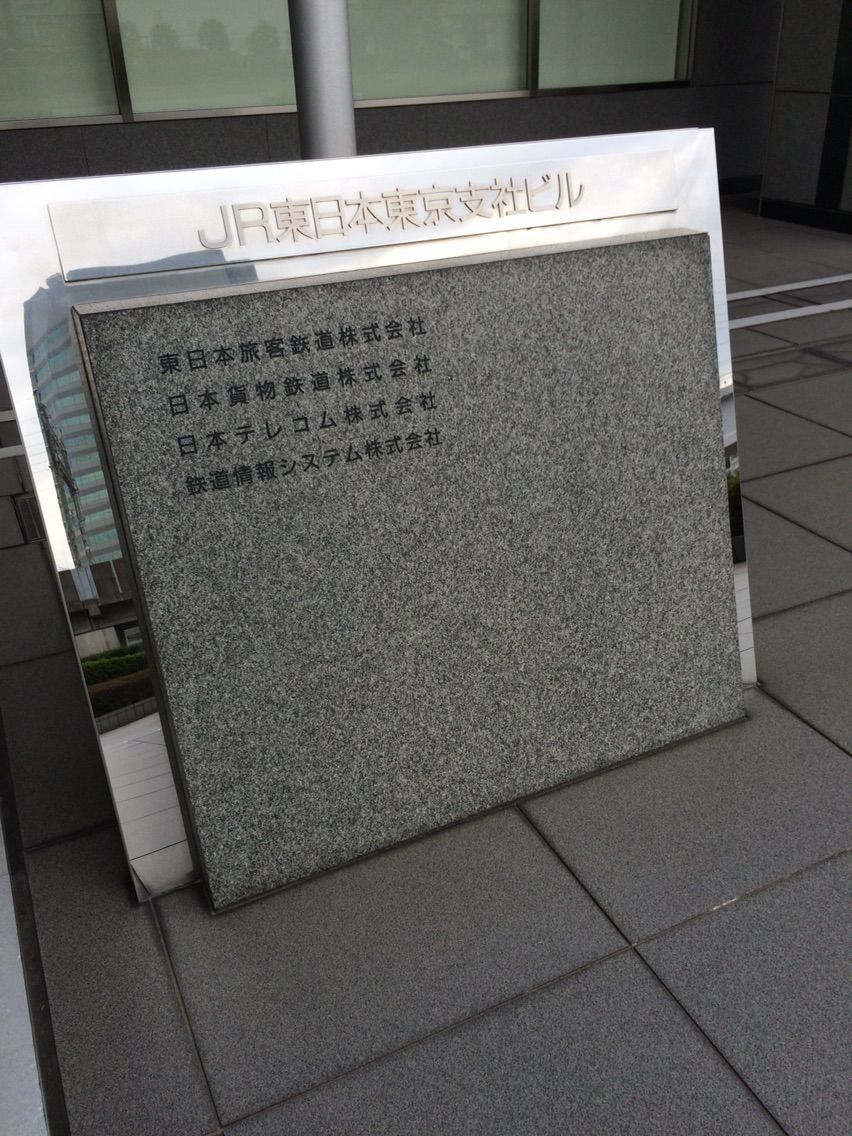 JR東日本東京支社ビル
東日本旅客鉄道株式会社
日本貨物鉄道株式会社
日本テレコム株式会社
鉄道情報システム株式会社